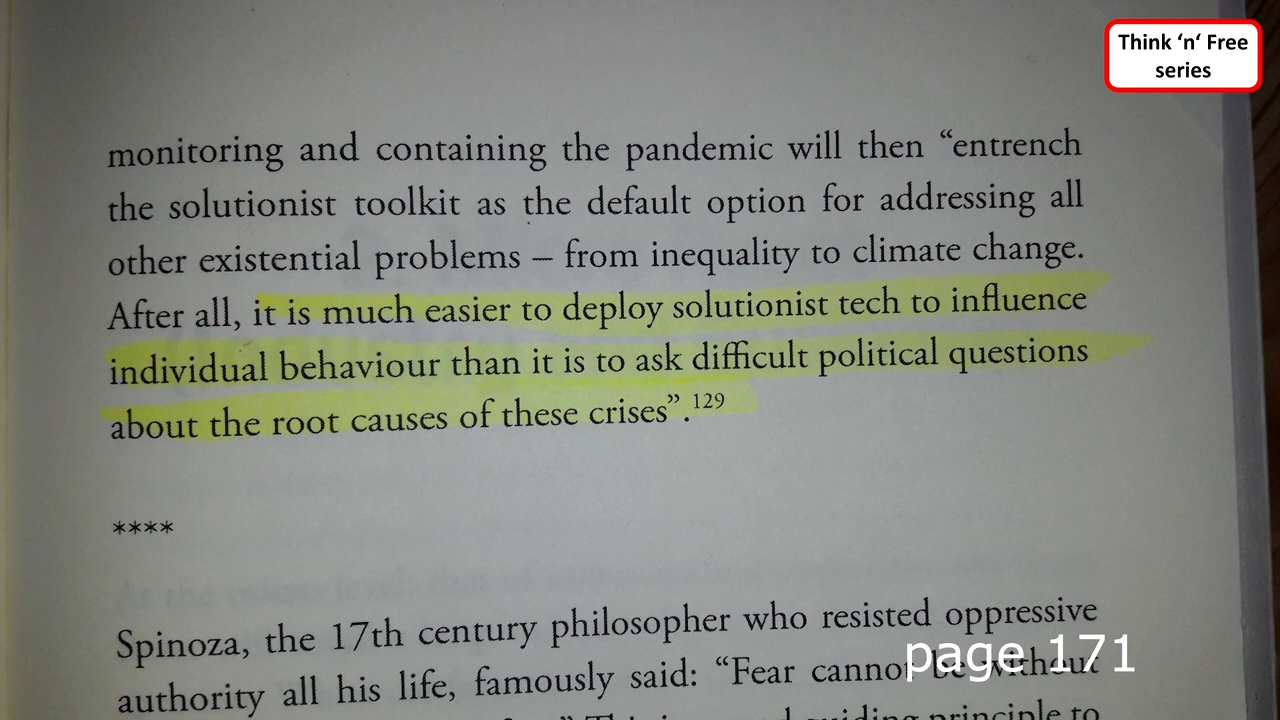 Think ‘n‘ Free
series
monitoring and containing the pandemic will then “entrench
the solutionist toolkit as the default option for addressing all
other existential problems – from inequality to climate change.
After all, it is much easier to deploy solutionist tech to influence
individual behaviour than it is to ask difficult political questions
about the root causes of these crises”.129
****
Spinoza, the 17th century philosopher who resisted oppressive
authority all his life, famously said: “Fear cannot be without
page 171
principle to